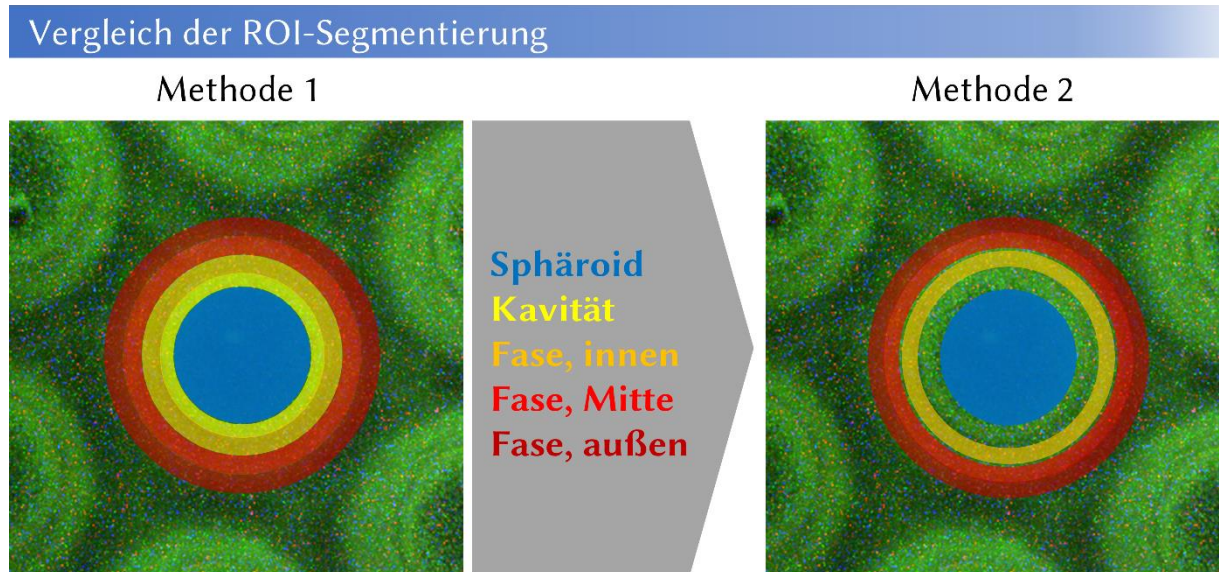 Vergleich der ROI-Segmentierung
Methode 1
Methode 2
Sphäroid
Kavität
Fase, innen
Fase, Mitte
Fase, außen